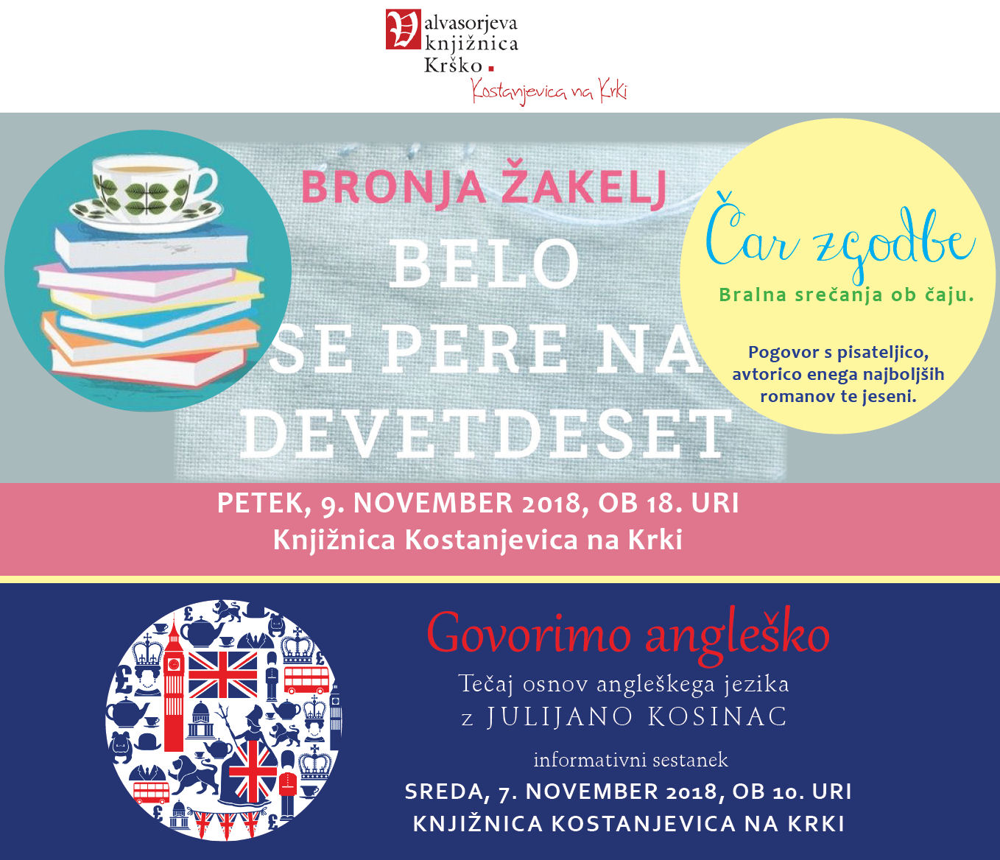 Valvasorjeva
knjižnica
Krško
Kostanjevica na Krki
BRONJA ŽAKELJ
BELO
SE PERE NA
DEVETDESET
Čar zgodbe
Bralna srečanja ob čaju.
Pogovor s pisateljico,
avtorico enega najboljših
romanov te jeseni.
PETEK, 9. NOVEMBER 2018, OB 18. URI
Knjižnica Kostanjevica na Krki
Govorimo angleško
Tečaj osnov angleškega jezika
z JULIJANO KOSINAC
informativni sestanek
SREDA, 7. NOVEMBER 2018, OB 10. URI
KNJIŽNICA KOSTANJEVICA NA KRKI